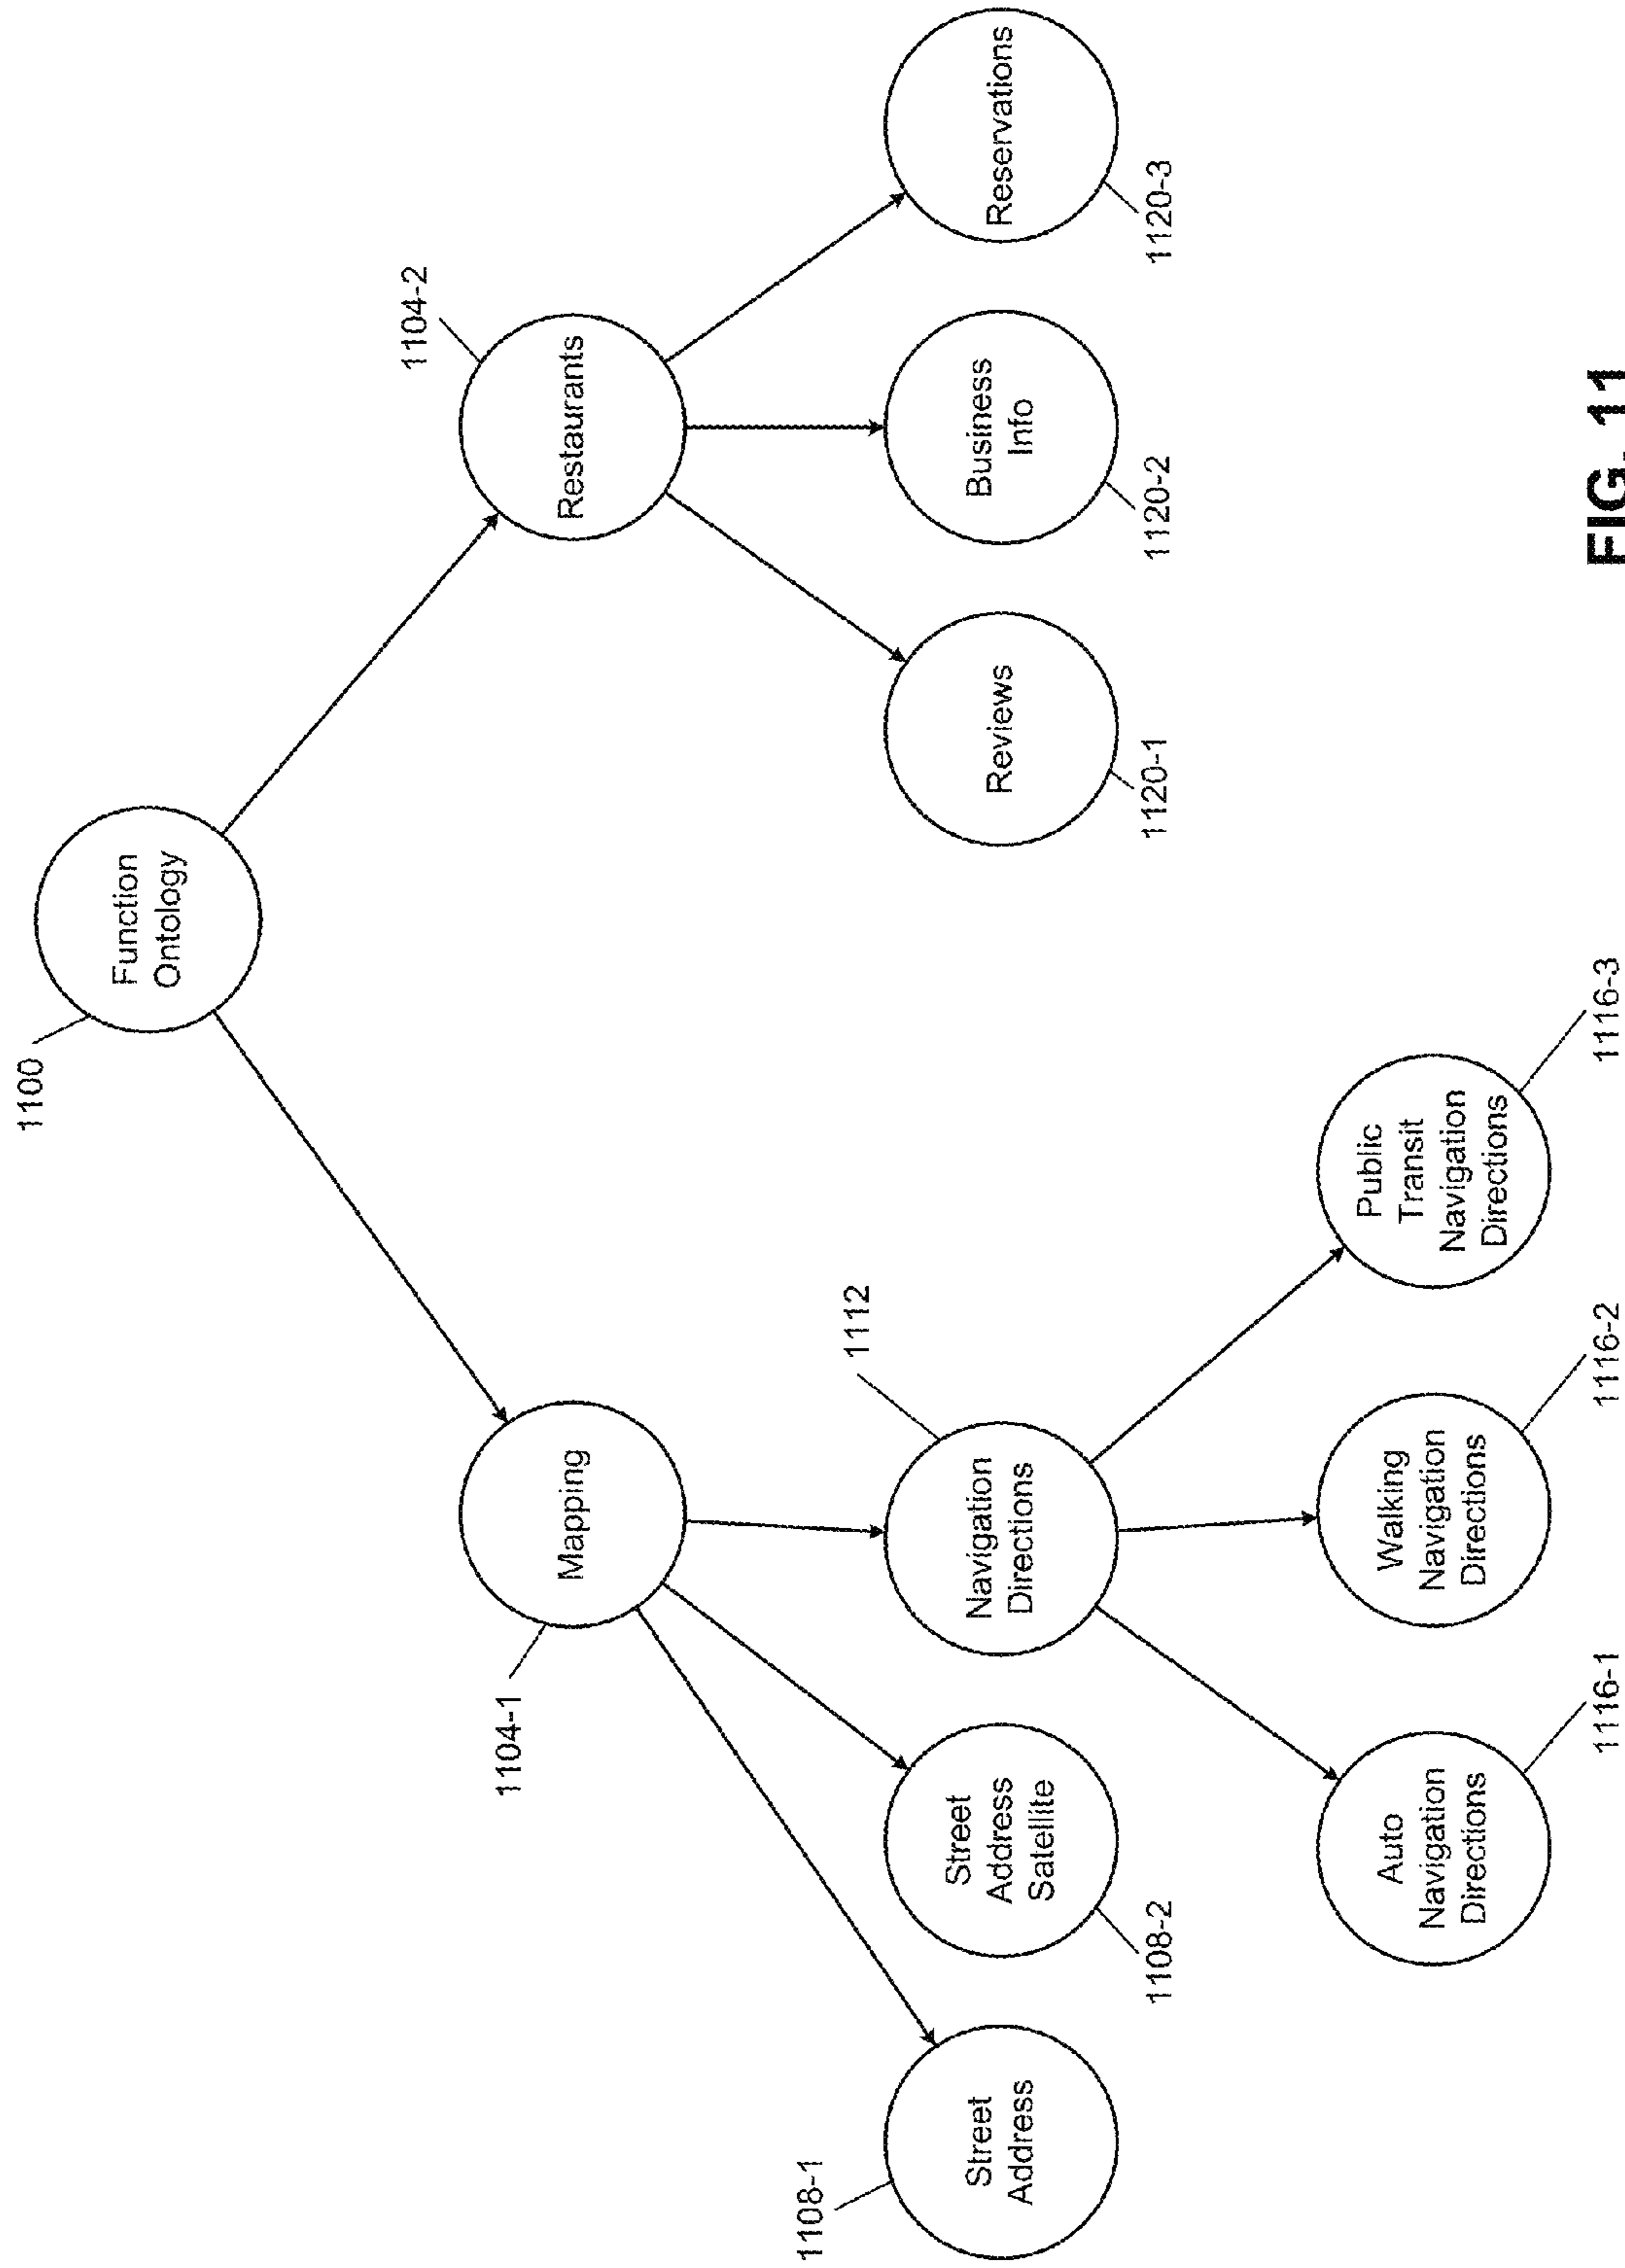 1100
Function
Ontology
1104-1
Mapping
1104-2
Restaurants
1108-1
Street
Address
1108-2
Street
Address
Satellite
1112
Navigation
Directions
1120-1
Reviews
1120-2
Business
Info
1120-3
Reservations
1116-1
Auto
Navigation
Directions
1116-2
Walking
Navigation
Directions
1116-3
Public
Transit
Navigation
Directions
FIG. 11